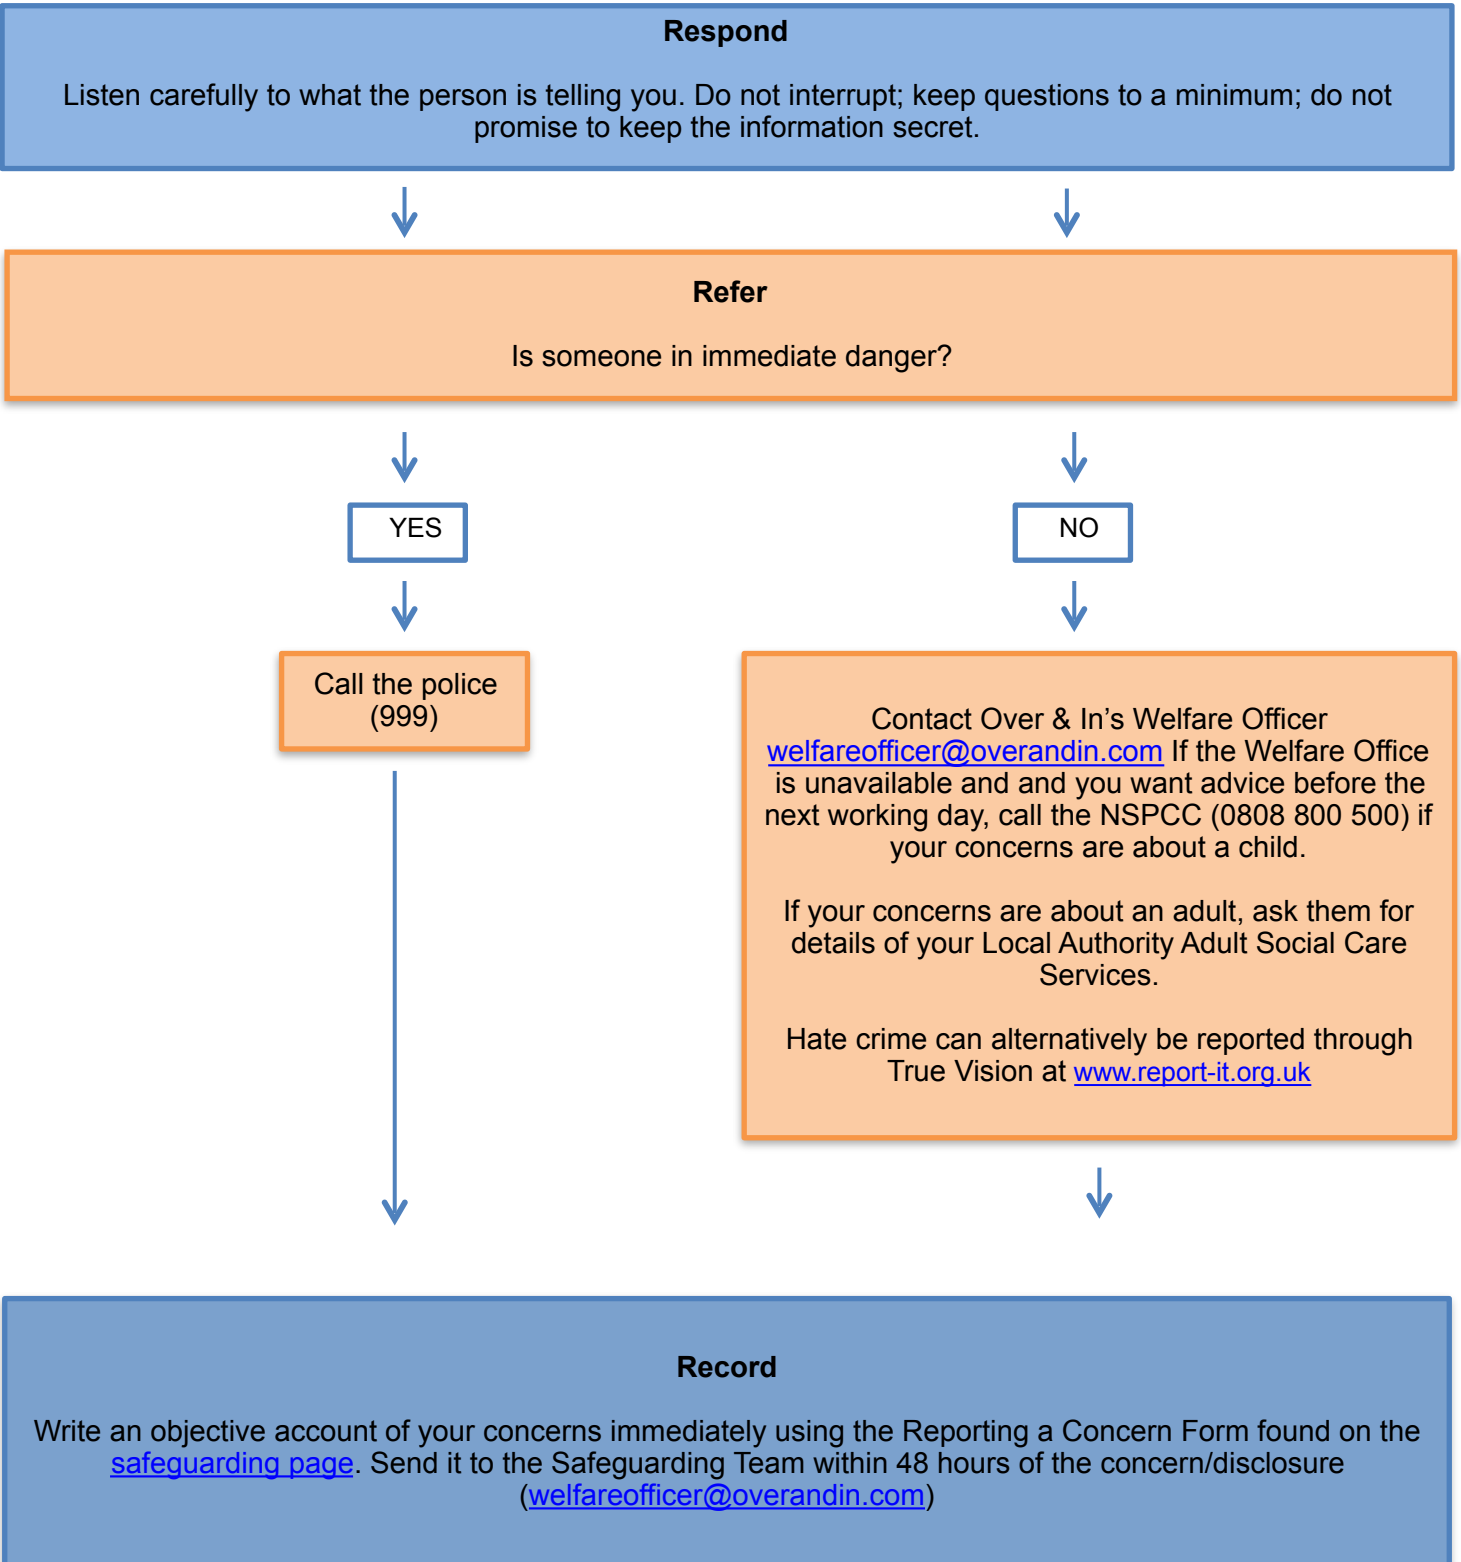 Respond
Listen carefully to what the person is telling you. Do not interrupt; keep questions to a minimum; do not
promise to keep the information secret.
Refer
Is someone in immediate danger?
YES
NO
Call the police
(999)
Contact Over & In’s Welfare Officer
welfareofficer@overandin.com If the Welfare Office
is unavailable and and you want advice before the
next working day, call the NSPCC (0808 800 500) if
your concerns are about a child.
If your concerns are about an adult, ask them for
details of your Local Authority Adult Social Care
Services.
Hate crime can alternatively be reported through
True Vision at www.report-it.org.uk
Record
Write an objective account of your concerns immediately using the Reporting a Concern Form found on the
safeguarding page. Send it to the Safeguarding Team within 48 hours of the concern/disclosure
(welfareofficer@overandin.com)